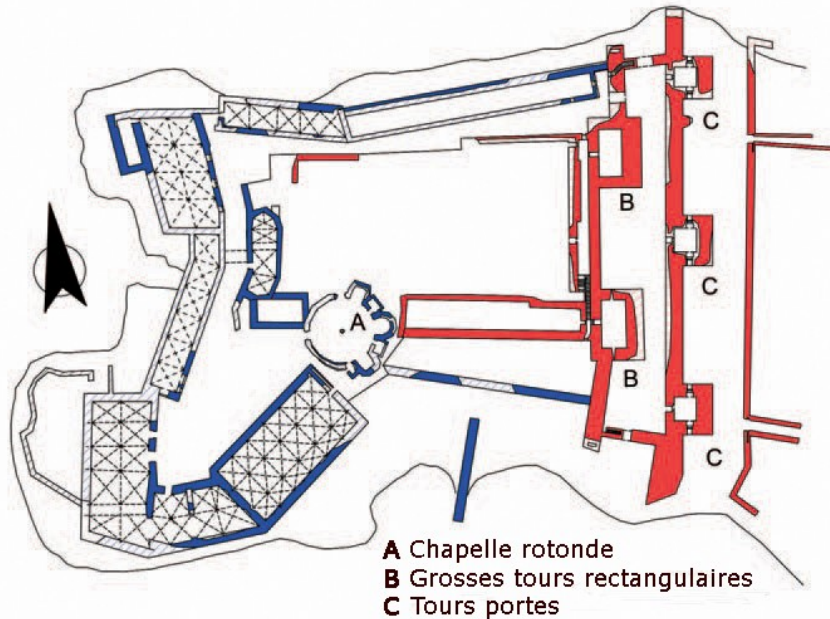 C
B
C
A
B
C
A Chapelle rotonde
B Grosses tours rectangulaires
C Tours portes